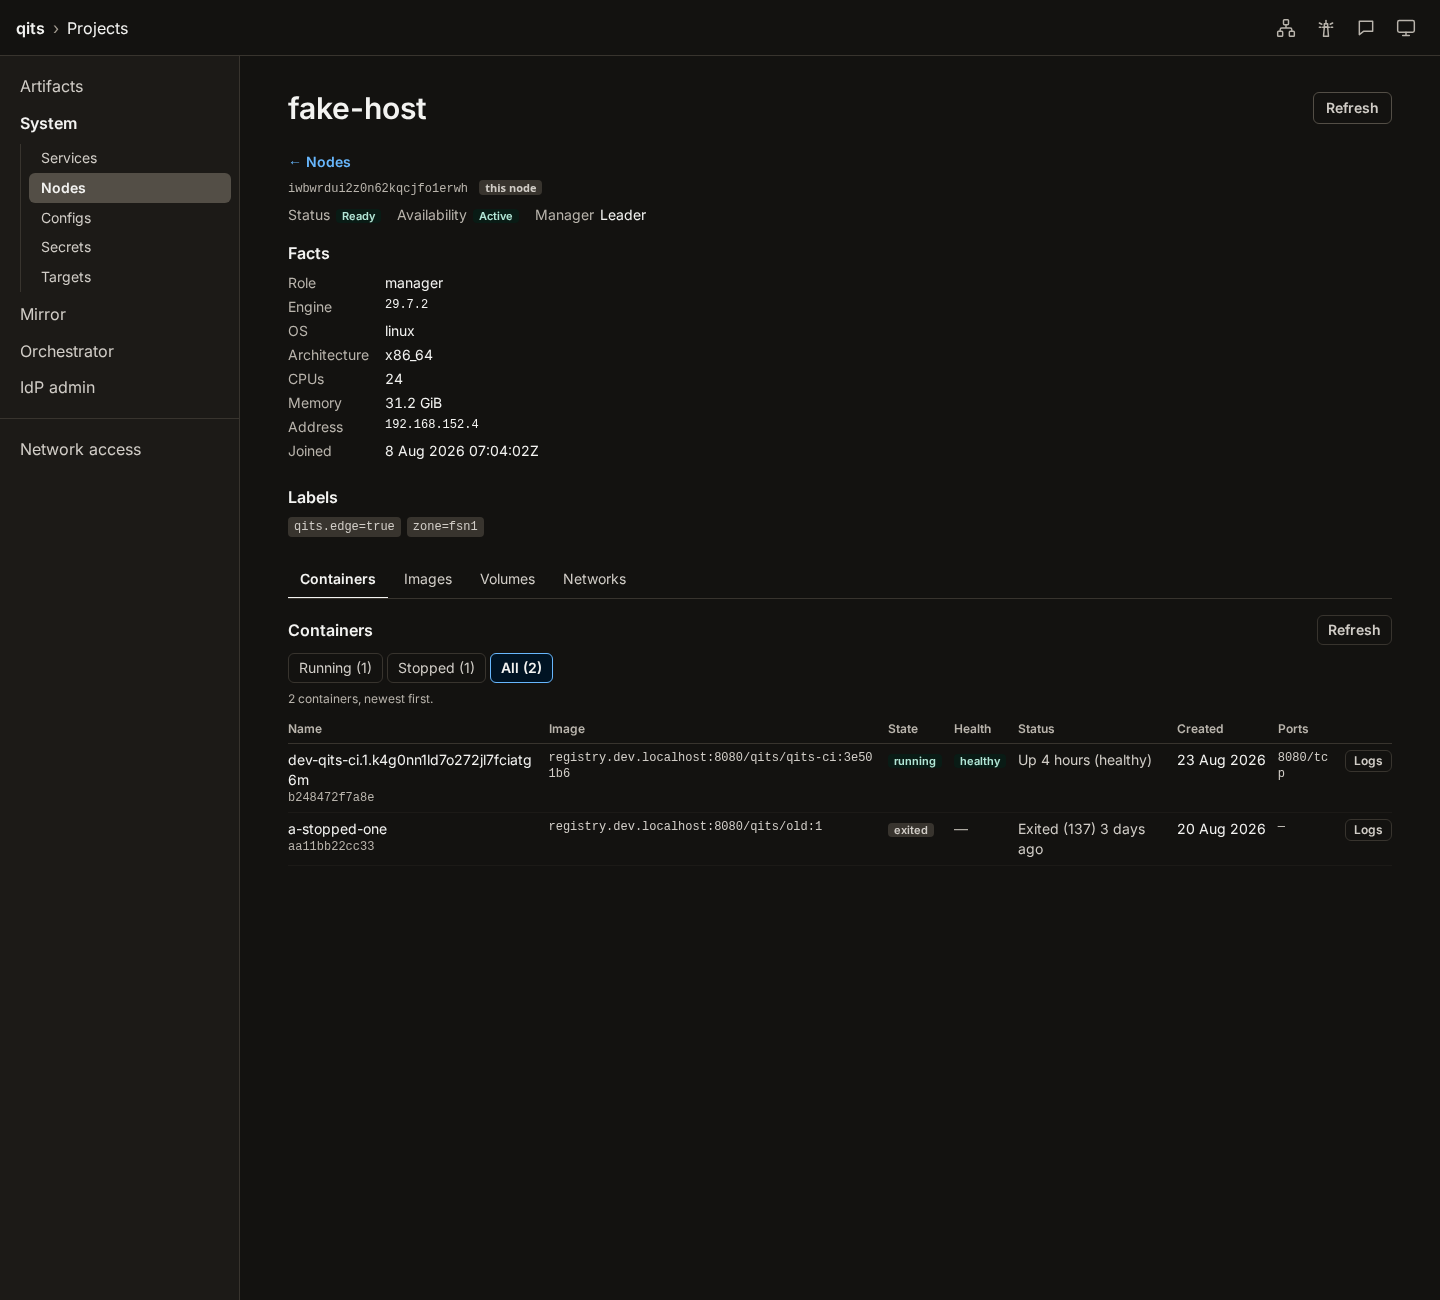 qits › Projects
Artifacts
System
Services
Nodes
Configs
Secrets
Targets
Mirror
Orchestrator
IdP admin
Network access
fake-host
Refresh
← Nodes
iwbwrdui2z0n62kqcjfo1erwh this node
Status Ready Availability Active Manager Leader
Facts
Role manager
Engine 29.7.2
OS linux
Architecture x86_64
CPUs 24
Memory 31.2 GiB
Address 192.168.152.4
Joined 8 Aug 2026 07:04:02Z
Labels
qits.edge=true zone=fsn1
Containers Images Volumes Networks
Containers
Refresh
Running (1) Stopped (1) All (2)
2 containers, newest first.
Name Image State Health Status Created Ports
dev-qits-ci.1.k4g0nn1ld7o272jl7fciatg registry.dev.localhost:8080/qits/qits-ci:3e50 running healthy Up 4 hours (healthy) 23 Aug 2026 8080/tc Logs
6m 1b6 p
b248472f7a8e
a-stopped-one registry.dev.localhost:8080/qits/old:1 exited — Exited (137) 3 days 20 Aug 2026 — Logs
aa11bb22cc33 ago